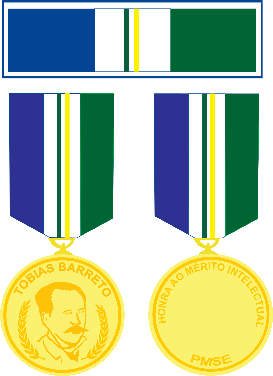 TOBIAS BARRETO
HONRA AO MÉRITO INTELECTUAL
PMSE